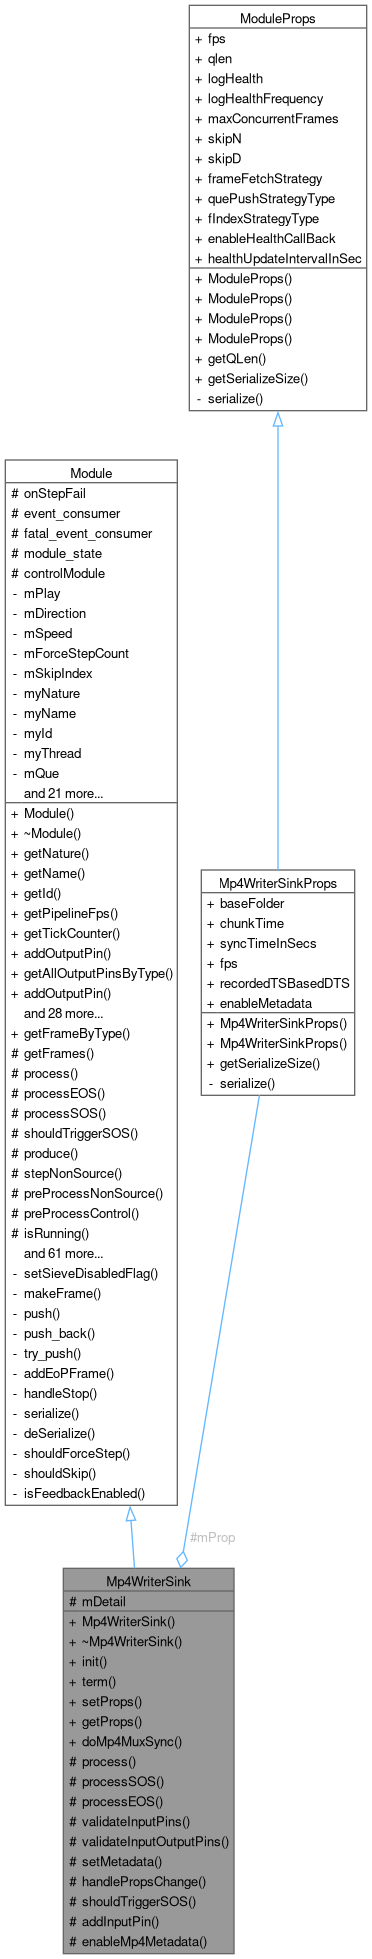 ModuleProps
+ fps
+ qlen
+ logHealth
+ logHealthFrequency
+ maxConcurrentFrames
+ skipN
+ skipD
+ frameFetchStrategy
+ quePushStrategyType
+ fIndexStrategyType
+ enableHealthCallBack
+ healthUpdateIntervalInSec
+ ModuleProps()
+ ModuleProps()
+ ModuleProps()
+ ModuleProps()
+ getQLen()
+ getSerializeSize()
- serialize()
Module
# onStepFail
# event_consumer
# fatal_event_consumer
# module_state
# controlModule
- mPlay
- mDirection
- mSpeed
- mForceStepCount
- mSkipIndex
- myNature
- myName
- myId
- myThread
- mQue
and 21 more...
+ Module()
+ ~Module()
+ getNature()
+ getName()
+ getId()
+ getPipelineFps()
+ getTickCounter()
+ addOutputPin()
+ getAllOutputPinsByType()
+ addOutputPin()
and 28 more...
+ getFrameByType()
# getFrames()
# process()
# processEOS()
# processSOS()
# shouldTriggerSOS()
# produce()
# stepNonSource()
# preProcessNonSource()
# preProcessControl()
# isRunning()
and 61 more...
- setSieveDisabledFlag()
- makeFrame()
- push()
- push_back()
- try_push()
- addEoPFrame()
- handleStop()
- serialize()
- deSerialize()
- shouldForceStep()
- shouldSkip()
- isFeedbackEnabled()
Mp4WriterSinkProps
+ baseFolder
+ chunkTime
+ syncTimeInSecs
+ fps
+ recordedTSBasedDTS
+ enableMetadata
+ Mp4WriterSinkProps()
+ Mp4WriterSinkProps()
+ getSerializeSize()
- serialize()
#mProp
Mp4WriterSink
# mDetail
+ Mp4WriterSink()
+ ~Mp4WriterSink()
+ init()
+ term()
+ setProps()
+ getProps()
+ doMp4MuxSync()
# process()
# processSOS()
# processEOS()
# validateInputPins()
# validateInputOutputPins()
# setMetadata()
# handlePropsChange()
# shouldTriggerSOS()
# addInputPin()
# enableMp4Metadata()